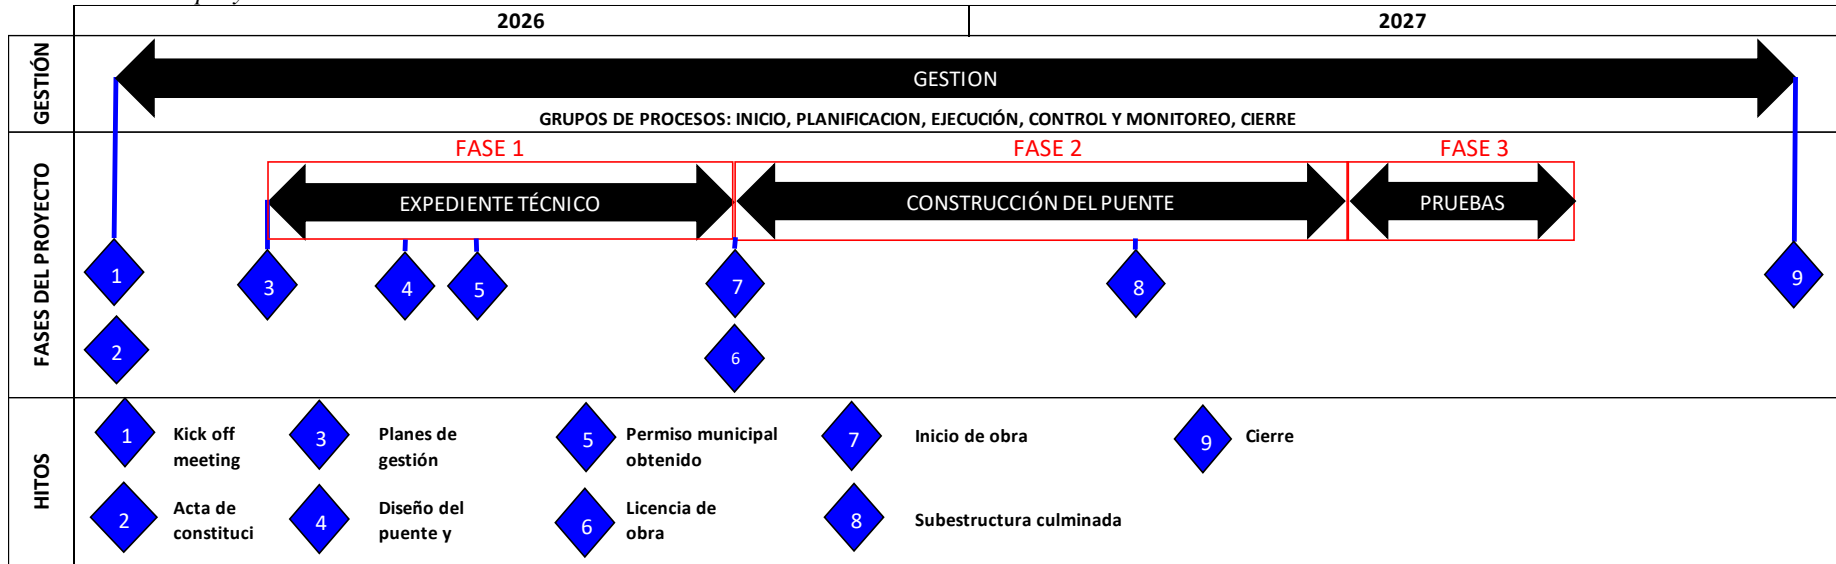 2026
2027
GESTIÓN
GESTION
GRUPOS DE PROCESOS: INICIO, PLANIFICACION, EJECUCIÓN, CONTROL Y MONITOREO, CIERRE
FASES DEL PROYECTO
FASE 1
FASE 2
FASE 3
EXPEDIENTE TÉCNICO
CONSTRUCCIÓN DEL PUENTE
PRUEBAS
1
3
4
5
7
8
9
2
6
HITOS
1
Kick off
meeting
3
Planes de
gestión
5
Permiso municipal
obtenido
7
Inicio de obra
9
Cierre
2
Acta de
constituci
4
Diseño del
puente y
6
Licencia de
obra
8
Subestructura culminada